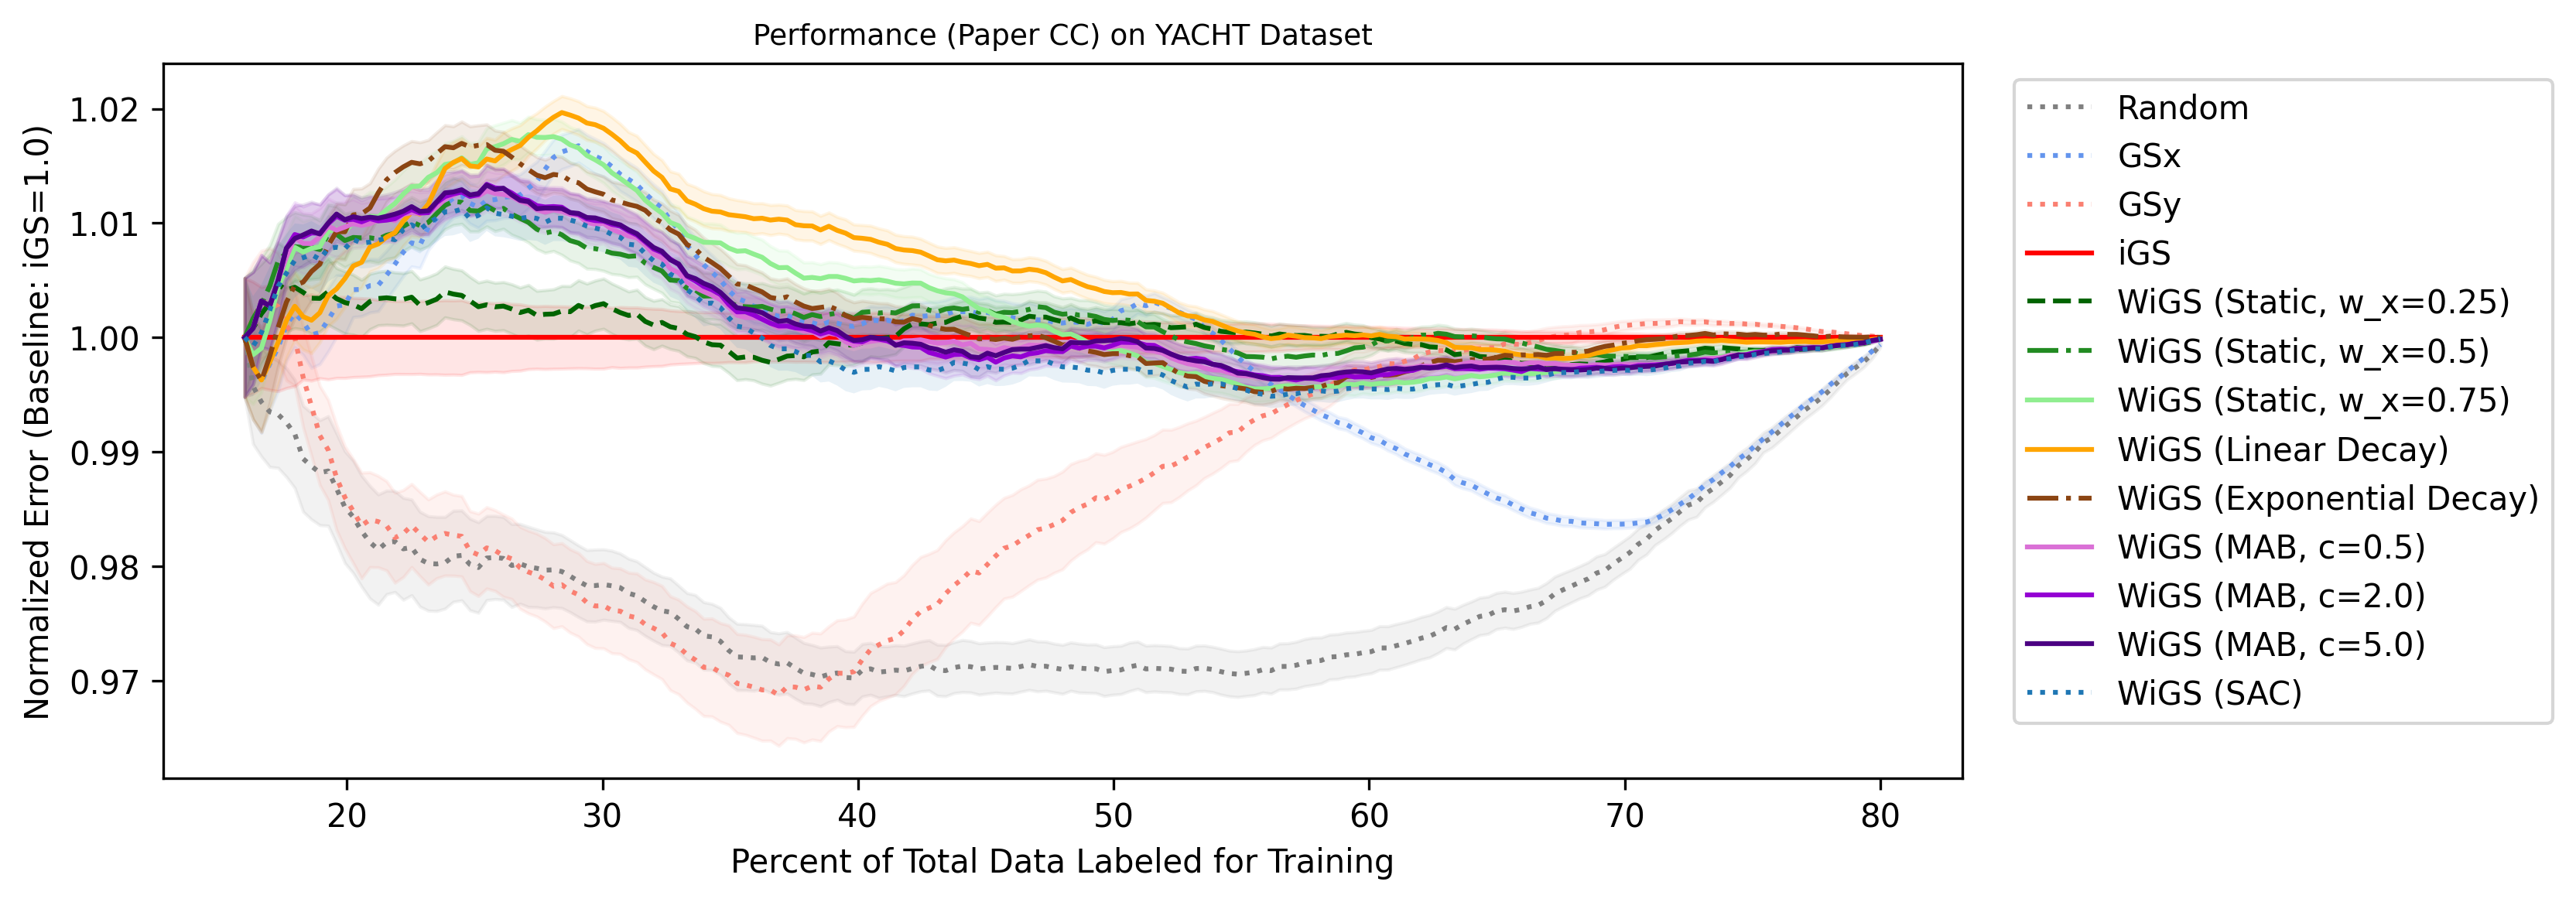 Performance (Paper CC) on YACHT Dataset
Normalized Error (Baseline: iGS=1.0)
1.02
1.01
1.00
0.99
0.98
0.97
20 30 40 50 60 70 80
Percent of Total Data Labeled for Training
Random
GSx
GSy
iGS
WiGS (Static, w_x=0.25)
WiGS (Static, w_x=0.5)
WiGS (Static, w_x=0.75)
WiGS (Linear Decay)
WiGS (Exponential Decay)
WiGS (MAB, c=0.5)
WiGS (MAB, c=2.0)
WiGS (MAB, c=5.0)
WiGS (SAC)